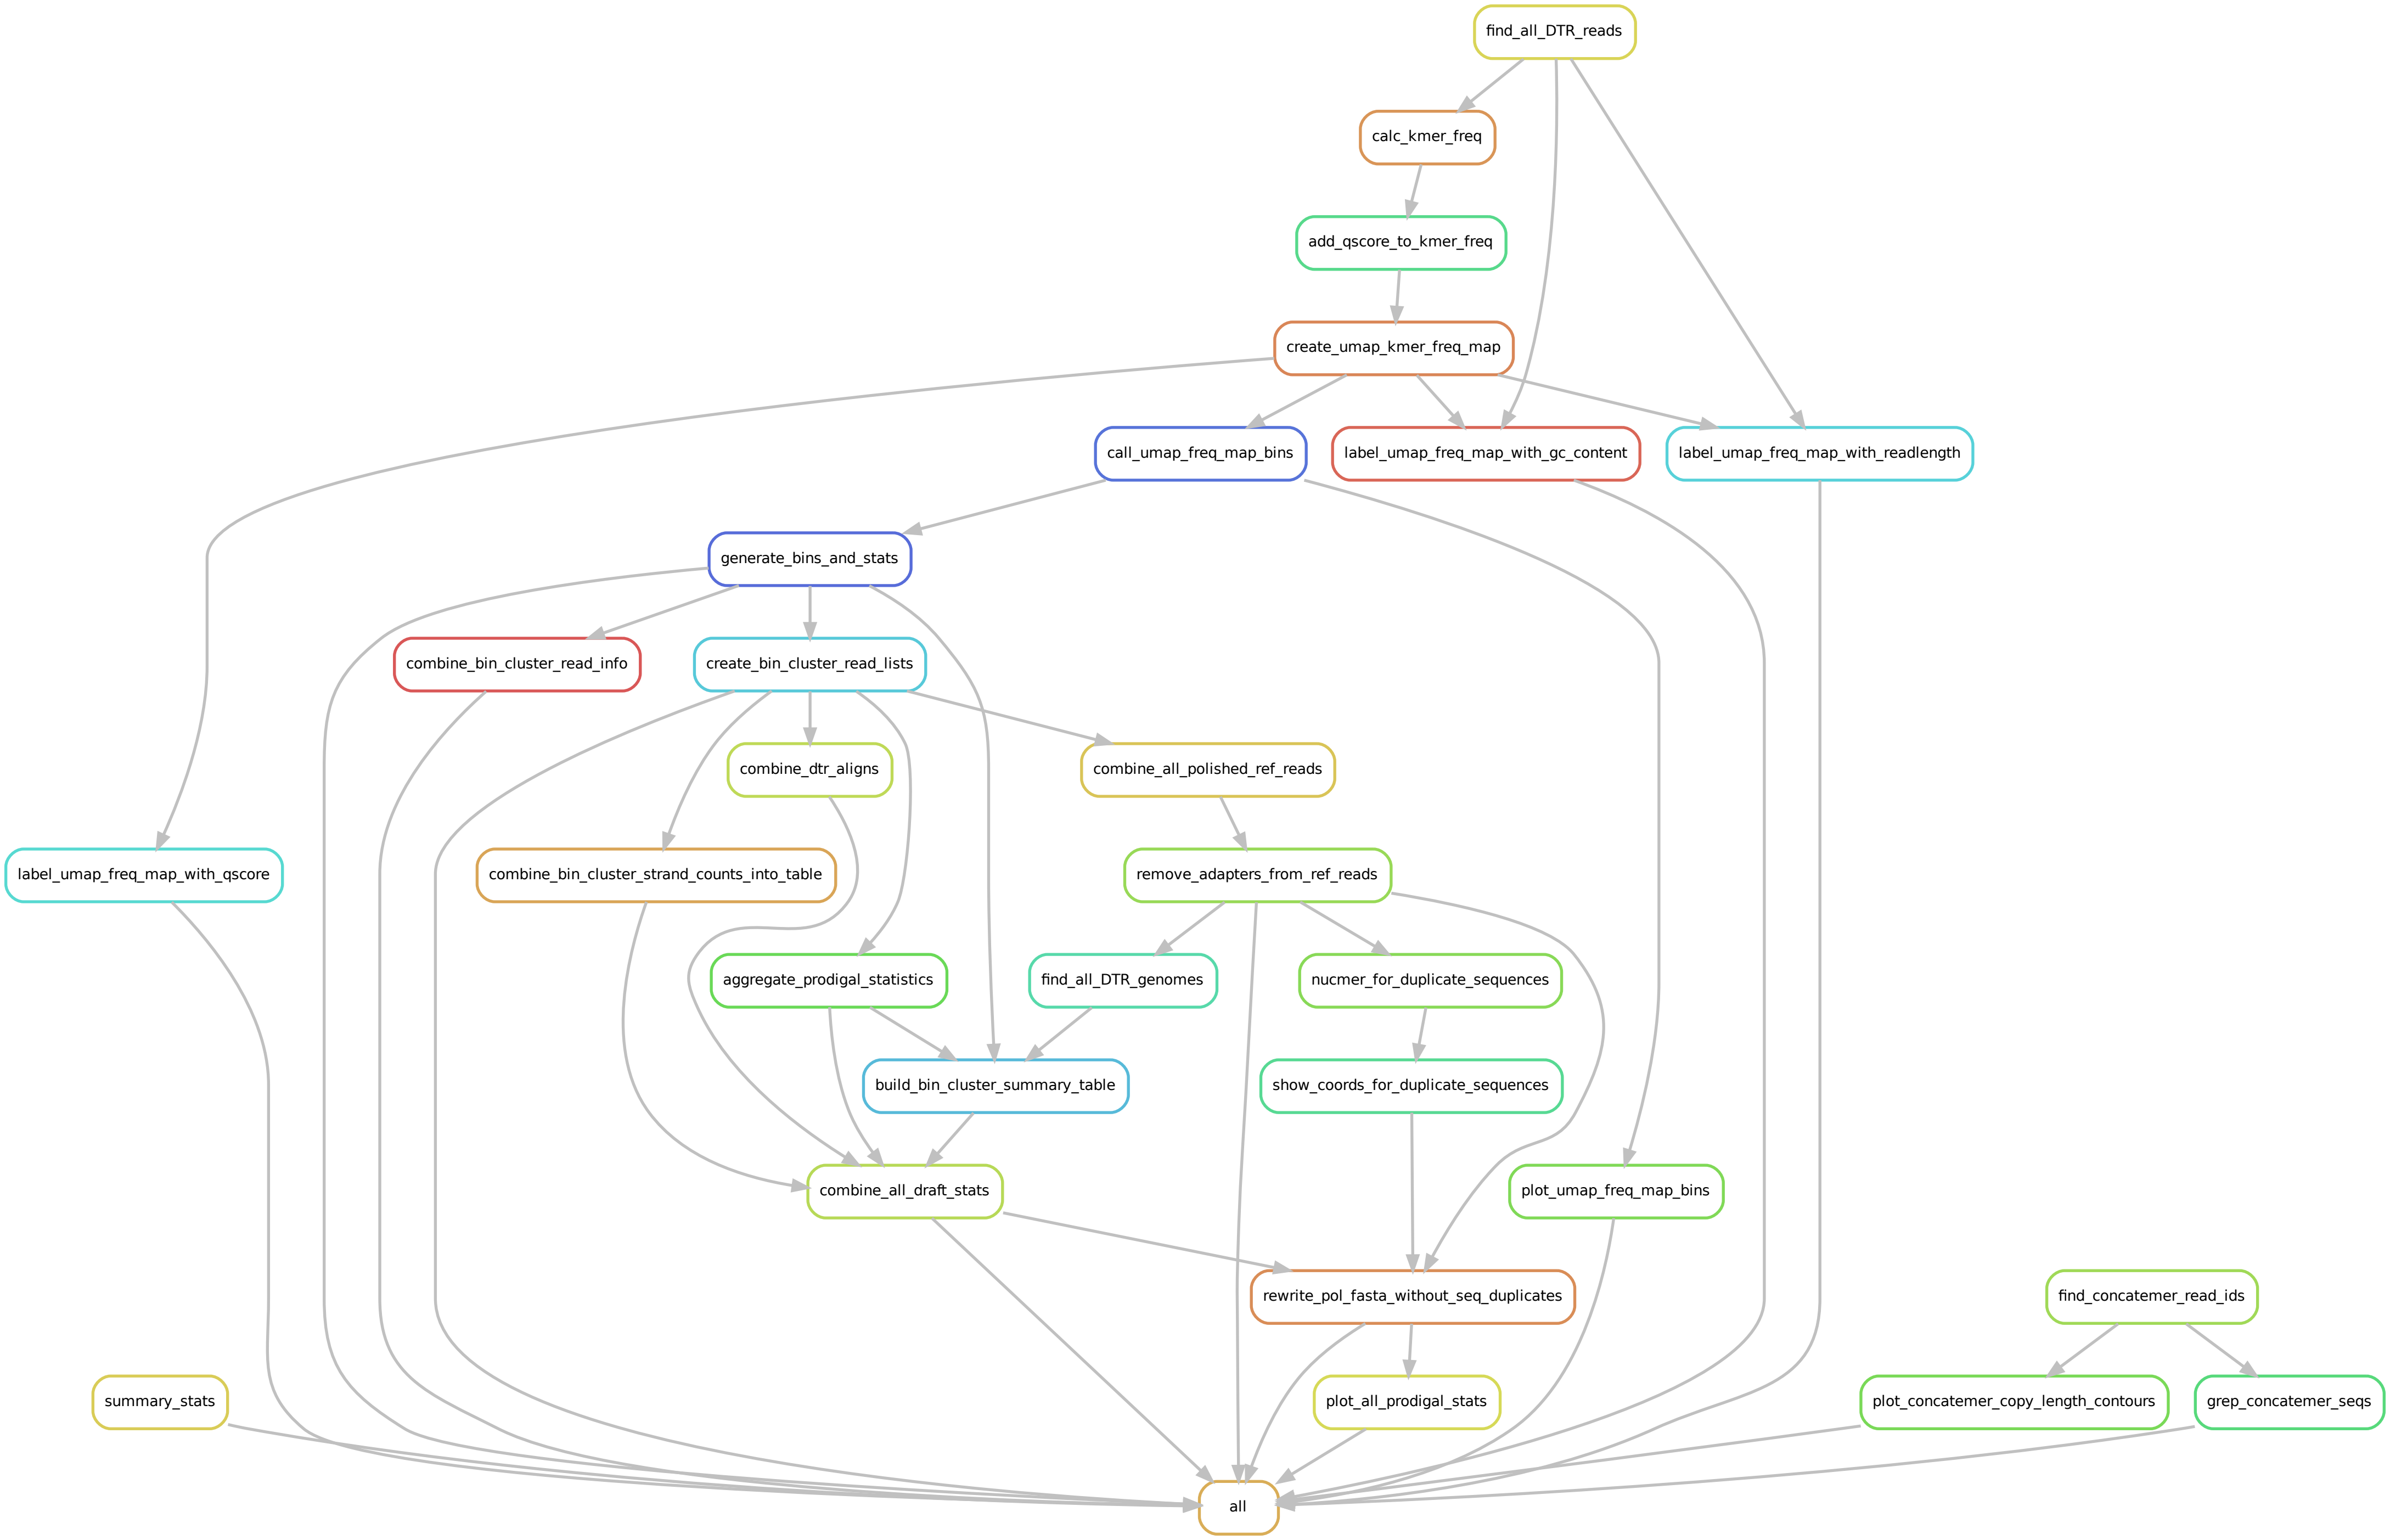 find_all_DTR_reads
calc_kmer_freq
add_qscore_to_kmer_freq
create_umap_kmer_freq_map
call_umap_freq_map_bins
label_umap_freq_map_with_gc_content
label_umap_freq_map_with_readlength
generate_bins_and_stats
combine_bin_cluster_read_info
create_bin_cluster_read_lists
combine_dtr_aligns
combine_all_polished_ref_reads
label_umap_freq_map_with_qscore
combine_bin_cluster_strand_counts_into_table
remove_adapters_from_ref_reads
aggregate_prodigal_statistics
find_all_DTR_genomes
nucmer_for_duplicate_sequences
build_bin_cluster_summary_table
show_coords_for_duplicate_sequences
combine_all_draft_stats
plot_umap_freq_map_bins
rewrite_pol_fasta_without_seq_duplicates
find_concatemer_read_ids
summary_stats
plot_all_prodigal_stats
plot_concatemer_copy_length_contours
grep_concatemer_seqs
all